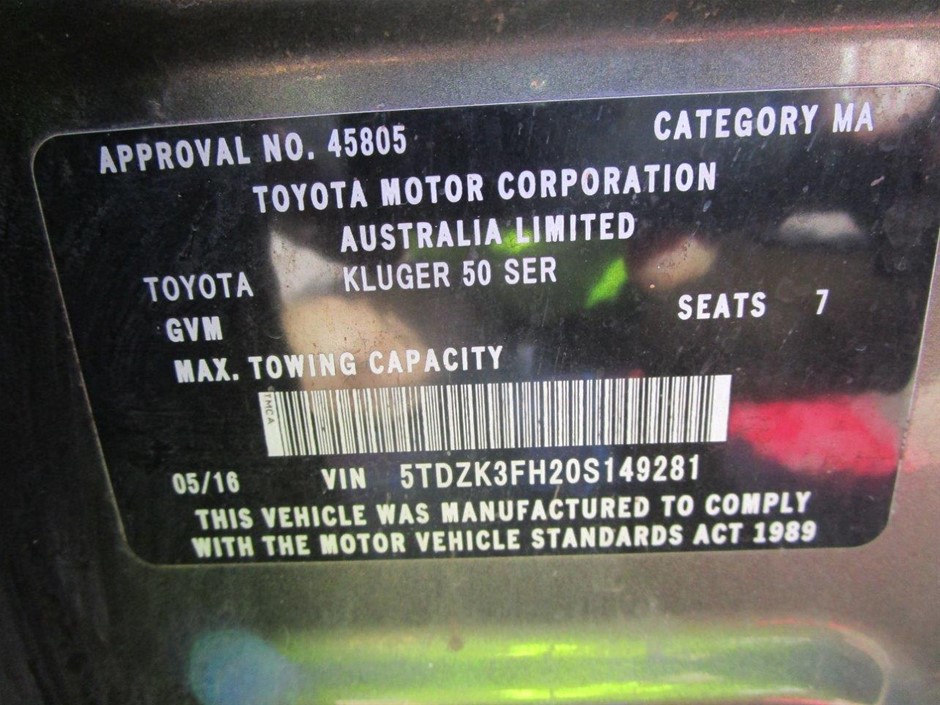 APPROVAL NO. 45805 CATEGORY MA
TOYOTA MOTOR CORPORATION
AUSTRALIA LIMITED
TOYOTA KLUGER 50 SER
GVM SEATS 7
MAX. TOWING CAPACITY
TMCA
05/16 VIN 5TDZK3FH20S149281
THIS VEHICLE WAS MANUFACTURED TO COMPLY
WITH THE MOTOR VEHICLE STANDARDS ACT 1989